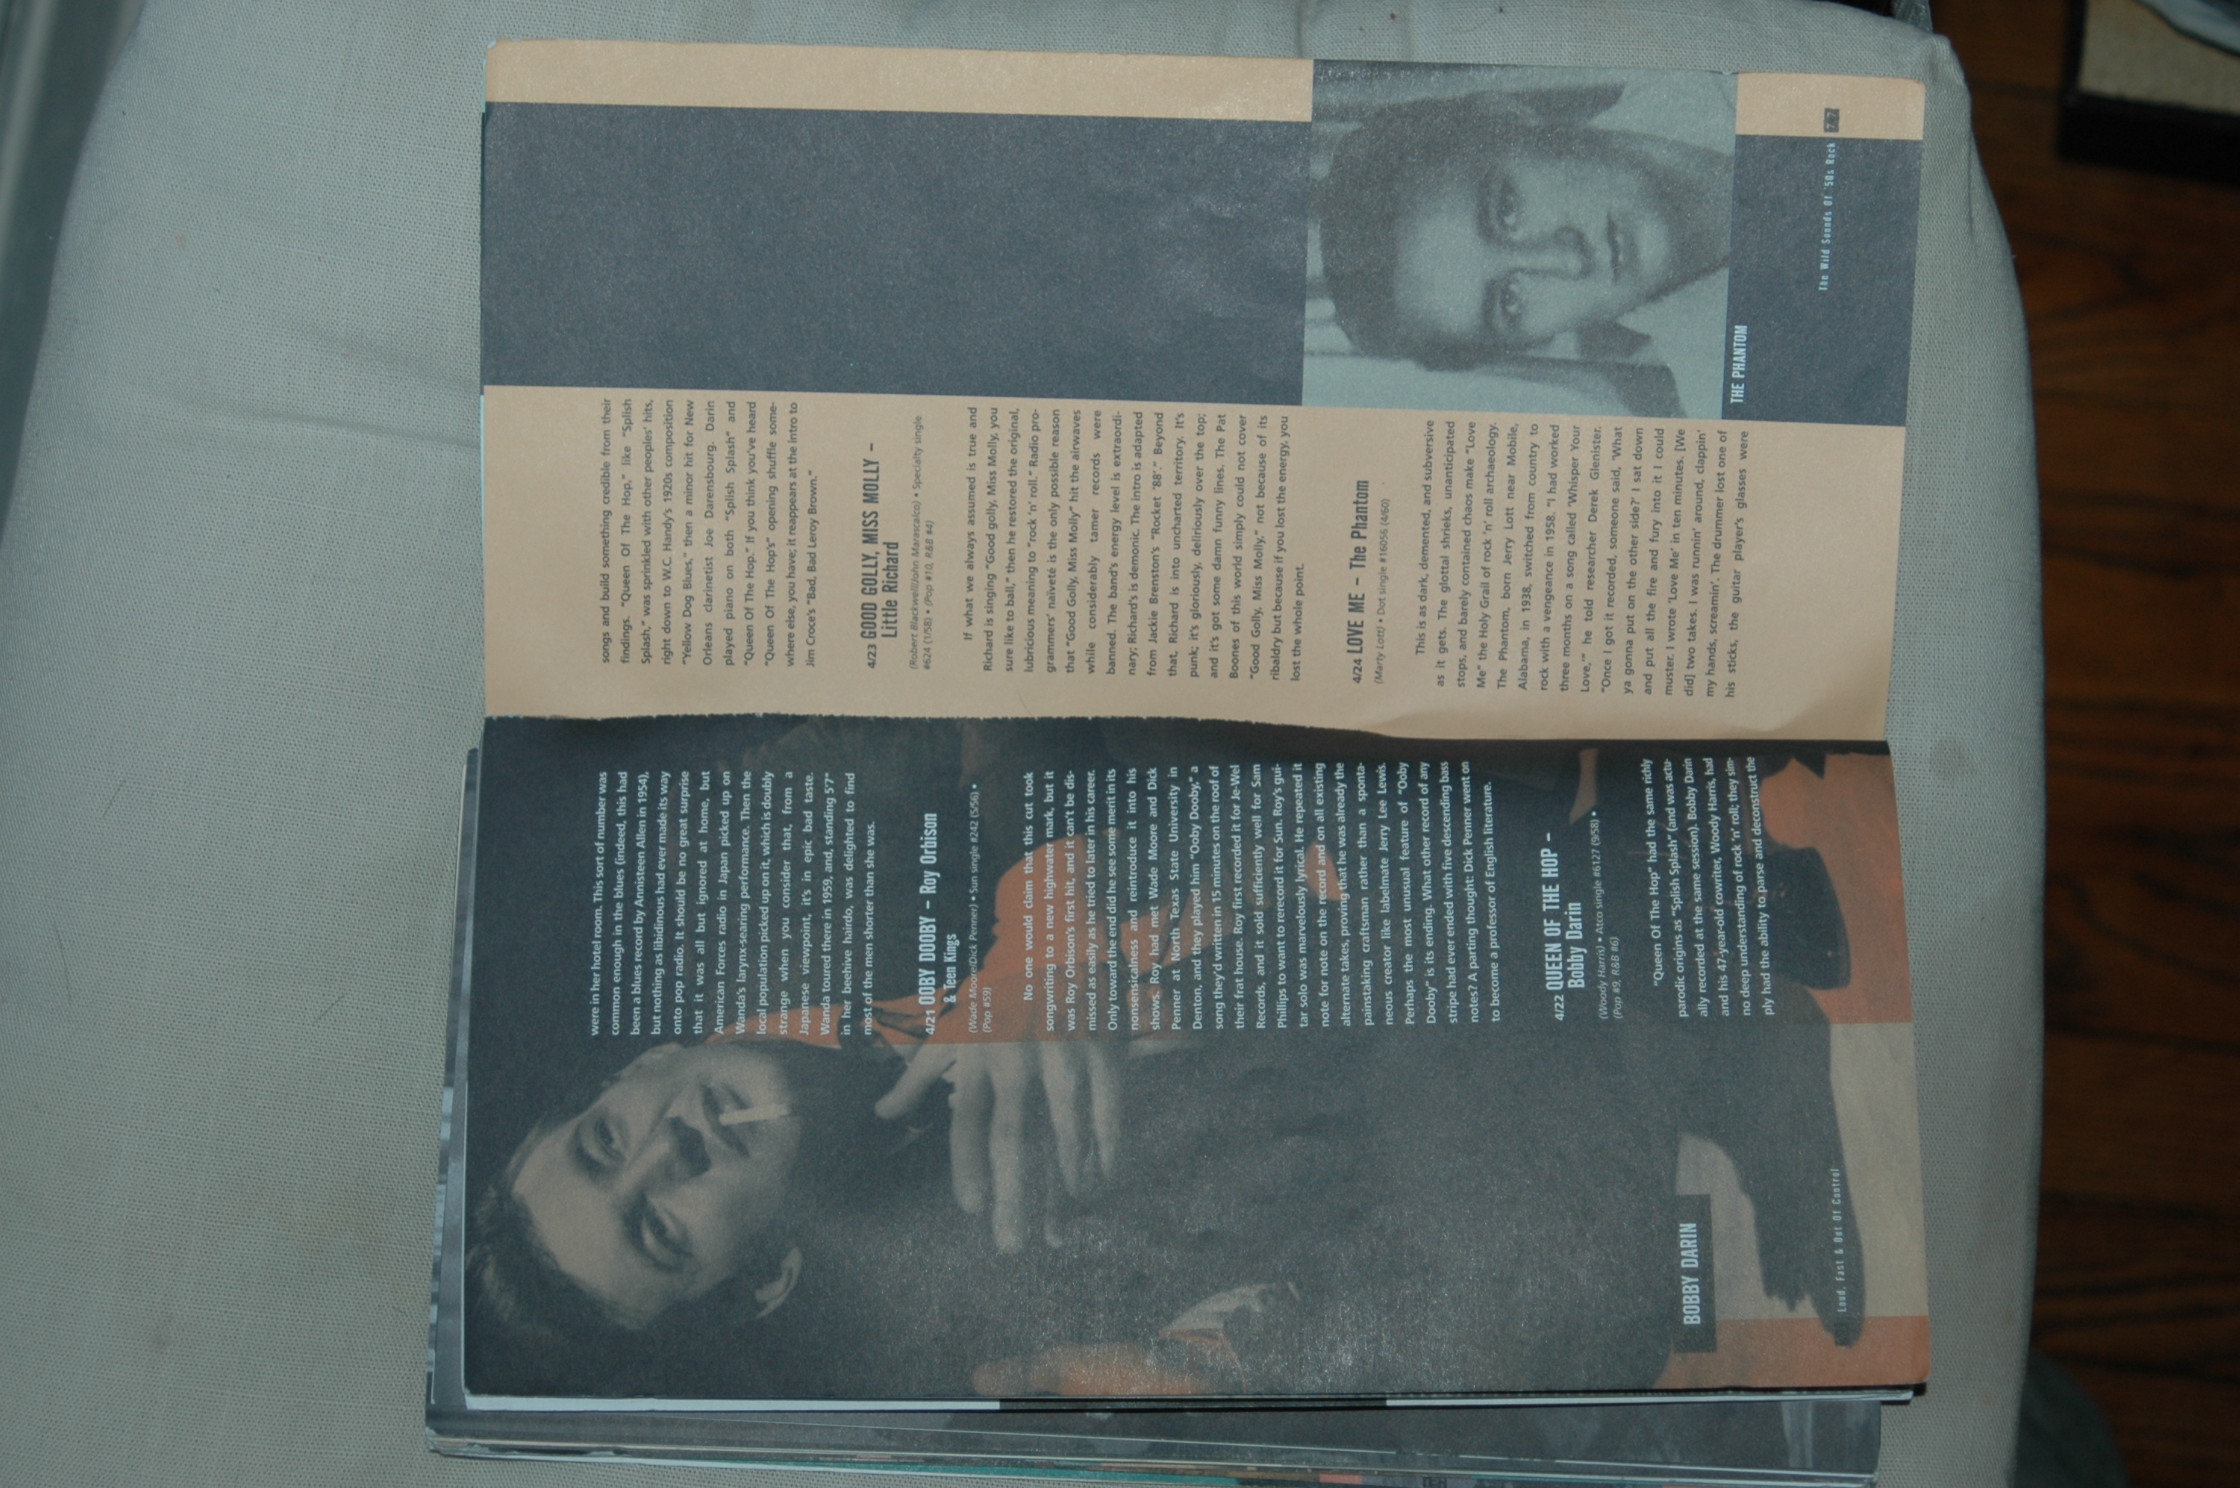 were in her hotel room. This sort of number was
common enough in the blues (indeed, this had
been a blues record by Annisteen Allen in 1954),
but nothing as libidinous had ever made its way
onto pop radio. It should be no great surprise
that it was all but ignored at home, but
American Forces radio in Japan picked up on
Wanda's larynx-searing performance. Then the
local population picked up on it, which is doubly
strange when you consider that, from a
Japanese viewpoint, it's in epic bad taste.
Wanda toured there in 1959, and, standing 5'7"
in her beehive hairdo, was delighted to find
most of the men shorter than she was.
4/21 OOBY DOOBY – Roy Orbison
& Teen Kings
(Wade Moore/Dick Penner) • Sun single #242 (5/56) •
(Pop #59)
No one would claim that this cut took
songwriting to a new highwater mark, but it
was Roy Orbison's first hit, and it can't be dis-
missed as easily as he tried to later in his career.
Only toward the end did he see some merit in its
nonsensicalness and reintroduce it into his
shows. Roy had met Wade Moore and Dick
Penner at North Texas State University in
Denton, and they played him "Ooby Dooby," a
song they'd written in 15 minutes on the roof of
their frat house. Roy first recorded it for Je-Wel
Records, and it sold sufficiently well for Sam
Phillips to want to rerecord it for Sun. Roy's gui-
tar solo was marvelously lyrical. He repeated it
note for note on the record and on all existing
alternate takes, proving that he was already the
painstaking craftsman rather than a sponta-
neous creator like labelmate Jerry Lee Lewis.
Perhaps the most unusual feature of "Ooby
Dooby" is its ending. What other record of any
stripe had ever ended with five descending bass
notes? A parting thought: Dick Penner went on
to become a professor of English literature.
4/22 QUEEN OF THE HOP –
Bobby Darin
(Woody Harris) • Atco single #6127 (9/58) •
(Pop #9, R&B #6)
"Queen Of The Hop" had the same richly
parodic origins as "Splish Splash" (and was actu-
ally recorded at the same session). Bobby Darin
and his 47-year-old cowriter, Woody Harris, had
no deep understanding of rock 'n' roll; they sim-
ply had the ability to parse and deconstruct the
BOBBY DARIN
Loud, Fast & Out Of Control
songs and build something credible from their
findings. "Queen Of The Hop," like "Splish
Splash," was sprinkled with other peoples' hits,
right down to W.C. Handy's 1920s composition
"Yellow Dog Blues," then a minor hit for New
Orleans clarinetist Joe Darensbourg. Darin
played piano on both "Splish Splash" and
"Queen Of The Hop." If you think you've heard
"Queen Of The Hop's" opening shuffle some-
where else, you have; it reappears at the intro to
Jim Croce's "Bad, Bad Leroy Brown."
4/23 GOOD GOLLY, MISS MOLLY –
Little Richard
(Robert Blackwell/John Marascalco) • Specialty single
#624 (1/58) • (Pop #10, R&B #4)
If what we always assumed is true and
Richard is singing "Good golly, Miss Molly, you
sure like to ball," then he restored the original,
lubricious meaning to "rock 'n' roll." Radio pro-
grammers' naïveté is the only possible reason
that "Good Golly, Miss Molly" hit the airwaves
while considerably tamer records were
banned. The band's energy level is extraordi-
nary; Richard's is demonic. The intro is adapted
from Jackie Brenston's "Rocket '88'." Beyond
that, Richard is into uncharted territory. It's
punk; it's gloriously, deliriously over the top;
and it's got some damn funny lines. The Pat
Boones of this world simply could not cover
"Good Golly, Miss Molly," not because of its
ribaldry but because if you lost the energy, you
lost the whole point.
4/24 LOVE ME – The Phantom
(Marty Lott) • Dot single #16056 (4/60)
This is as dark, demented, and subversive
as it gets. The glottal shrieks, unanticipated
stops, and barely contained chaos make "Love
Me" the Holy Grail of rock 'n' roll archaeology.
The Phantom, born Jerry Lott near Mobile,
Alabama, in 1938, switched from country to
rock with a vengeance in 1958. "I had worked
three months on a song called 'Whisper Your
Love,'" he told researcher Derek Glenister.
"Once I got it recorded, someone said, 'What
ya gonna put on the other side?' I sat down
and put all the fire and fury into it I could
muster. I wrote 'Love Me' in ten minutes. [We
did] two takes. I was runnin' around, clappin'
my hands, screamin'. The drummer lost one of
his sticks, the guitar player's glasses were
THE PHANTOM
The Wild Sounds Of '50s Rock